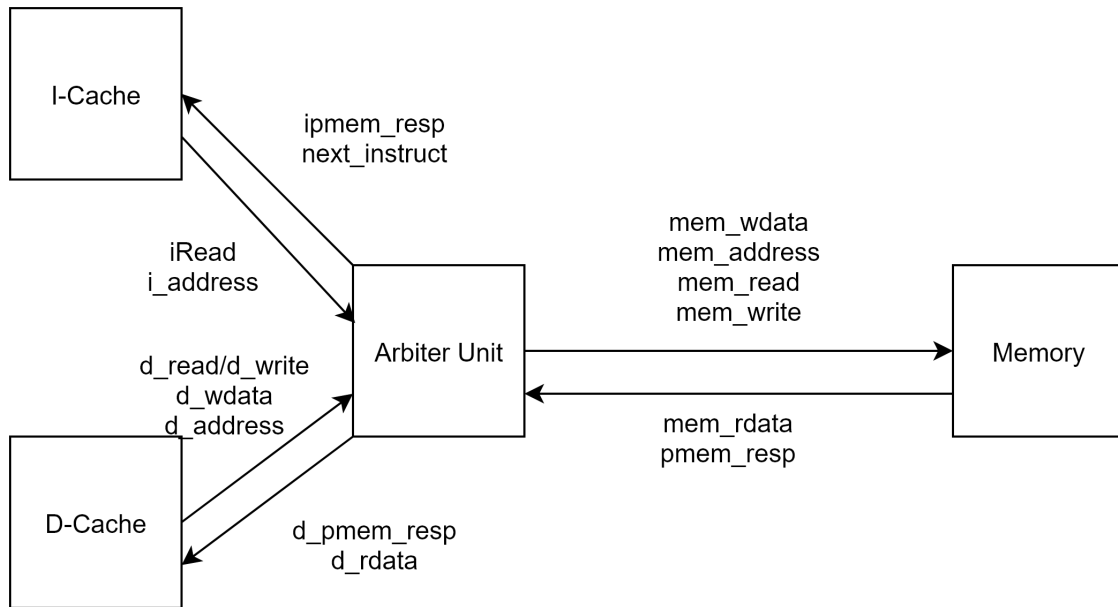 I-Cache
ipmem_resp
next_instruct
iRead
i_address
mem_wdata
mem_address
mem_read
mem_write
Arbiter Unit
Memory
d_read/d_write
d_wdata
d_address
mem_rdata
pmem_resp
D-Cache
d_pmem_resp
d_rdata